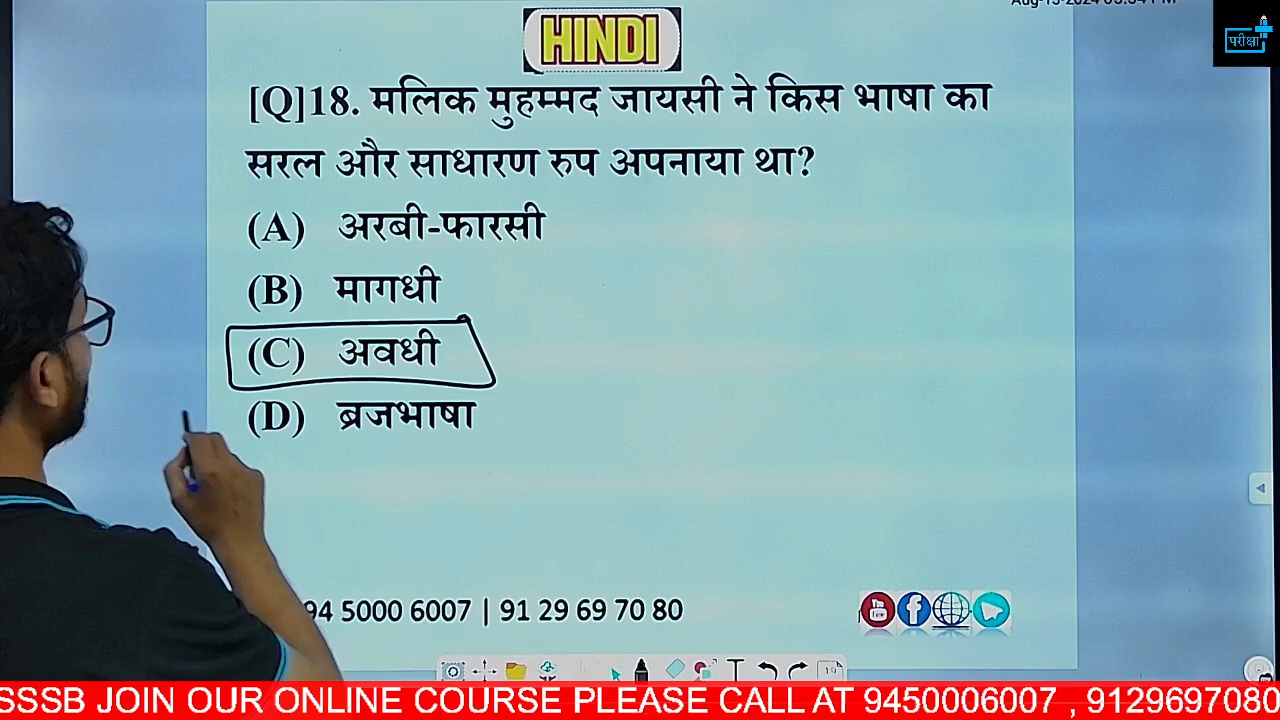 HINDI
परीक्षा
[Q]18. मलिक मुहम्मद जायसी ने किस भाषा का
सरल और साधारण रुप अपनाया था?
(A) अरबी-फारसी
(B) मागधी
(C) अवधी
(D) ब्रजभाषा
94 5000 6007 | 91 29 69 70 80
SSSB JOIN OUR ONLINE COURSE PLEASE CALL AT 9450006007 , 9129697080